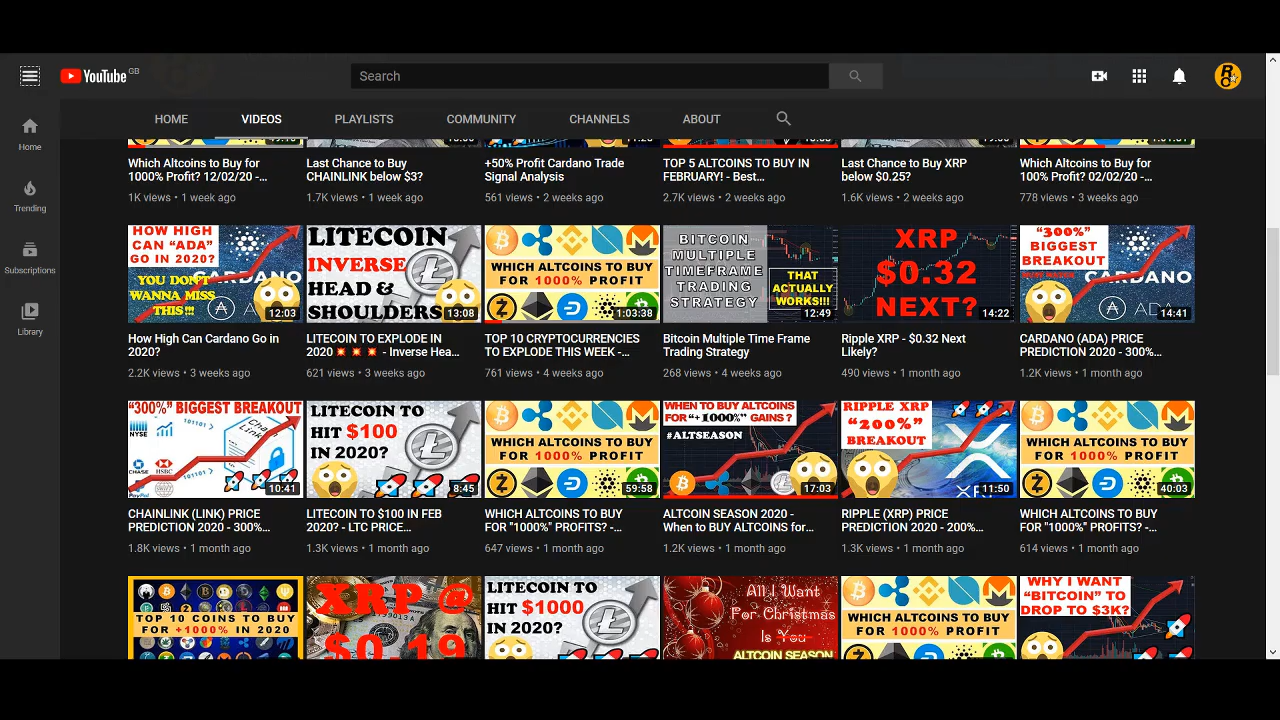 YouTube GB
Search
HOME
VIDEOS
PLAYLISTS
COMMUNITY
CHANNELS
ABOUT
Home
Trending
Subscriptions
Library
Which Altcoins to Buy for
1000% Profit? 12/02/20 -...
1K views • 1 week ago
Last Chance to Buy
CHAINLINK below $3?
1.7K views • 1 week ago
+50% Profit Cardano Trade
Signal Analysis
561 views • 2 weeks ago
TOP 5 ALTCOINS TO BUY IN
FEBRUARY! - Best...
2.7K views • 2 weeks ago
Last Chance to Buy XRP
below $0.25?
1.6K views • 2 weeks ago
Which Altcoins to Buy for
100% Profit? 02/02/20 -...
778 views • 3 weeks ago
HOW HIGH
CAN “ADA”
GO IN 2020?
CARDANO
YOU DON'T
WANNA MISS
THIS !!!
12:03
How High Can Cardano Go in
2020?
2.2K views • 3 weeks ago
LITECOIN
INVERSE
HEAD &
SHOULDERS
13:08
LITECOIN TO EXPLODE IN
2020💥 💥 💥 - Inverse Hea...
621 views • 3 weeks ago
WHICH ALTCOINS TO BUY
FOR 1000% PROFIT
1:03:38
TOP 10 CRYPTOCURRENCIES
TO EXPLODE THIS WEEK -...
761 views • 4 weeks ago
BITCOIN
MULTIPLE
TIMEFRAME
TRADING
STRATEGY
THAT
ACTUALLY
WORKS!!!
12:49
Bitcoin Multiple Time Frame
Trading Strategy
268 views • 4 weeks ago
XRP
$0.32
NEXT?
14:22
Ripple XRP - $0.32 Next
Likely?
490 views • 1 month ago
“300%”
BIGGEST
BREAKOUT
CARDANO
ADA
14:41
CARDANO (ADA) PRICE
PREDICTION 2020 - 300%...
1.2K views • 1 month ago
“300%” BIGGEST BREAKOUT
NYSE
CHASE
HSBC
PayPal
10:41
CHAINLINK (LINK) PRICE
PREDICTION 2020 - 300%...
1.8K views • 1 month ago
LITECOIN TO
HIT $100
IN 2020?
8:45
LITECOIN TO $100 IN FEB
2020? - LTC PRICE...
1.3K views • 1 month ago
WHICH ALTCOINS TO BUY
FOR 1000% PROFIT
59:58
WHICH ALTCOINS TO BUY
FOR "1000%" PROFITS? -...
647 views • 1 month ago
WHEN TO BUY ALTCOINS
FOR “+1000%” GAINS ?
#ALTSEASON
17:03
ALTCOIN SEASON 2020 -
When to BUY ALTCOINS for...
1.2K views • 1 month ago
RIPPLE XRP
“200%”
BREAKOUT
11:50
RIPPLE (XRP) PRICE
PREDICTION 2020 - 200%...
1.3K views • 1 month ago
WHICH ALTCOINS TO BUY
FOR 1000% PROFIT
40:03
WHICH ALTCOINS TO BUY
FOR "1000%" PROFITS? -...
614 views • 1 month ago
TOP 10 COINS TO BUY
FOR +1000% IN 2020
XRP @
$0.19
LITECOIN TO
HIT $1000
IN 2020?
All I Want
For Christmas
Is You
ALTCOIN SEASON
WHICH ALTCOINS TO BUY
FOR 1000% PROFIT
WHY I WANT
“BITCOIN” TO
DROP TO $3K?